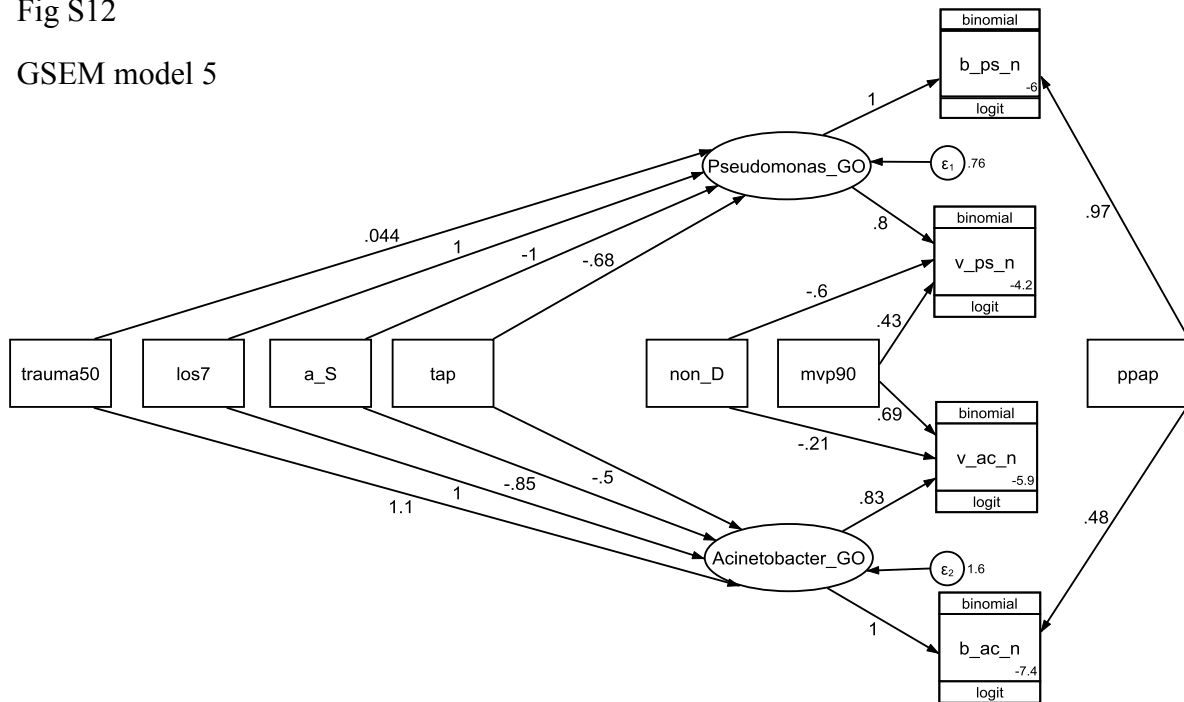 Fig S12
GSEM model 5
binomial
b_ps_n
-6
logit
1
Pseudomonas_GO
ε1
.76
.97
.8
binomial
v_ps_n
-4.2
logit
.044
1
-1
-.68
-.6
.43
trauma50
los7
a_S
tap
non_D
mvp90
ppap
.69
-.21
binomial
v_ac_n
-5.9
logit
1.1
1
-.85
-.5
.83
.48
Acinetobacter_GO
ε2
1.6
1
binomial
b_ac_n
-7.4
logit